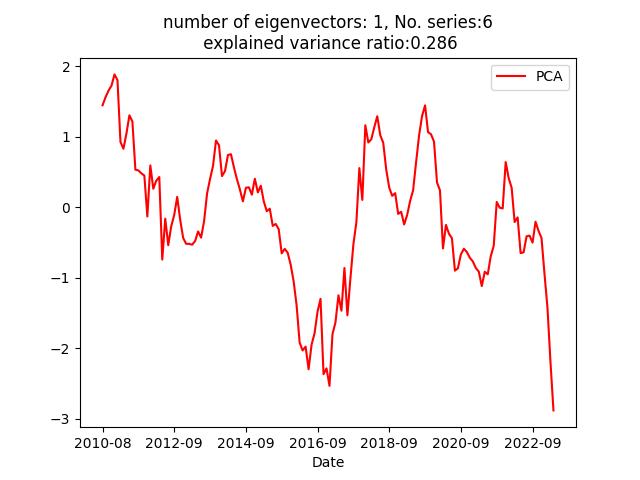 number of eigenvectors: 1, No. series:6
explained variance ratio:0.286
PCA
2
1
0
−1
−2
−3
2010-08 2012-09 2014-09 2016-09 2018-09 2020-09 2022-09
Date